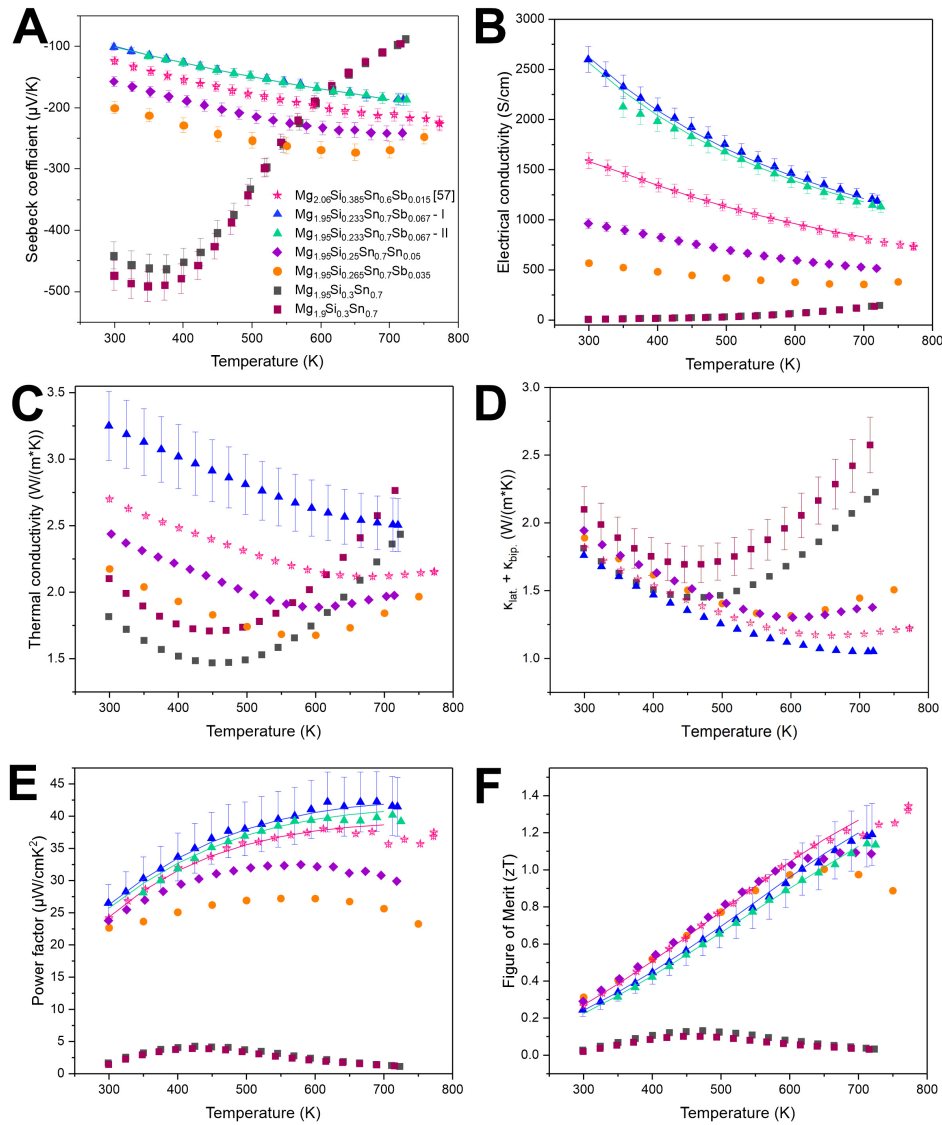 A
Seebeck coefficient (µV/K)
-100
-200
-300
-400
-500
Mg2.06Si0.385Sn0.6Sb0.015 [57]
Mg1.95Si0.233Sn0.7Sb0.067 - I
Mg1.95Si0.233Sn0.7Sb0.067 - II
Mg1.95Si0.25Sn0.7Sn0.05
Mg1.95Si0.265Sn0.7Sb0.035
Mg1.95Si0.3Sn0.7
Mg1.9Si0.3Sn0.7
300 400 500 600 700 800
Temperature (K)
B
Electrical conductivity (S/cm)
3000
2500
2000
1500
1000
500
0
300 400 500 600 700 800
Temperature (K)
C
Thermal conductivity (W/(m*K))
3.5
3.0
2.5
2.0
1.5
300 400 500 600 700 800
Temperature (K)
D
κlat. + κbip. (W/(m*K))
3.0
2.5
2.0
1.5
1.0
300 400 500 600 700 800
Temperature (K)
E
Power factor (µW/cmK²)
45
40
35
30
25
20
15
10
5
0
300 400 500 600 700 800
Temperature (K)
F
Figure of Merit (zT)
1.6
1.4
1.2
1.0
0.8
0.6
0.4
0.2
0.0
300 400 500 600 700 800
Temperature (K)